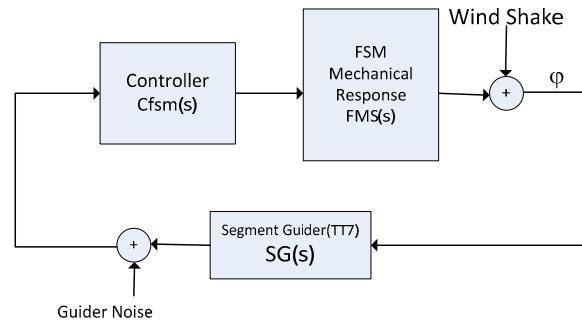 Wind Shake
Controller
Cfsm(s)
FSM
Mechanical
Response
FMS(s)
+
φ
Segment Guider(TT7)
SG(s)
+
Guider Noise